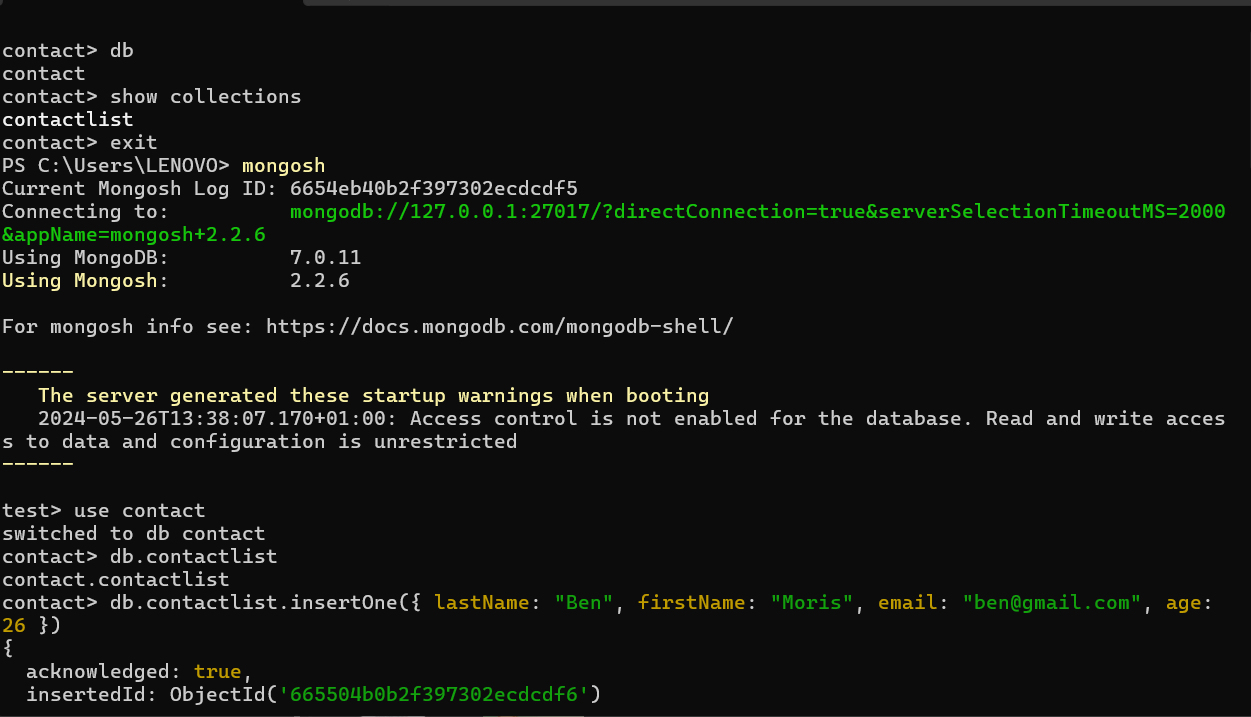 contact> db
contact
contact> show collections
contactlist
contact> exit
PS C:\Users\LENOVO> mongosh
Current Mongosh Log ID: 6654eb40b2f397302ecdcdf5
Connecting to:          mongodb://127.0.0.1:27017/?directConnection=true&serverSelectionTimeoutMS=2000
&appName=mongosh+2.2.6
Using MongoDB:          7.0.11
Using Mongosh:          2.2.6
For mongosh info see: https://docs.mongodb.com/mongodb-shell/
------
   The server generated these startup warnings when booting
   2024-05-26T13:38:07.170+01:00: Access control is not enabled for the database. Read and write acces
s to data and configuration is unrestricted
------
test> use contact
switched to db contact
contact> db.contactlist
contact.contactlist
contact> db.contactlist.insertOne({ lastName: "Ben", firstName: "Moris", email: "ben@gmail.com", age:
26 })
{
  acknowledged: true,
  insertedId: ObjectId('665504b0b2f397302ecdcdf6')